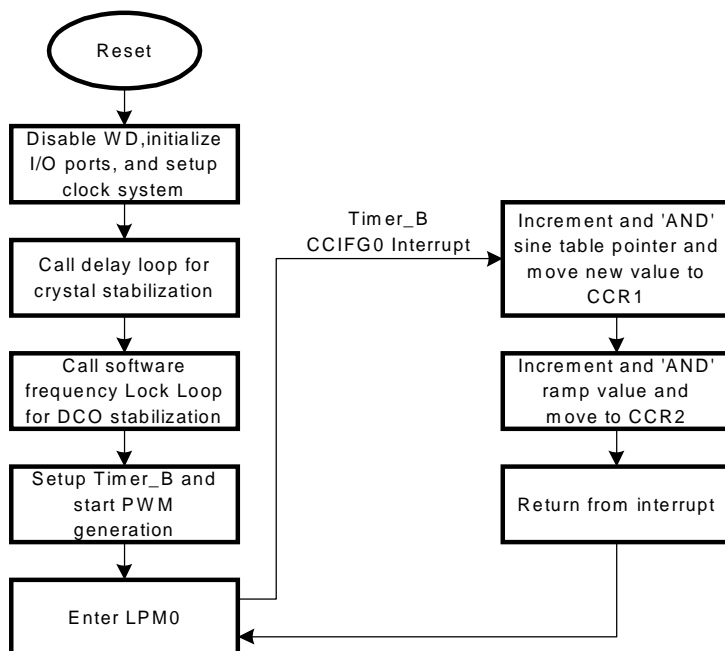 Reset
Disable WD,initialize
I/O ports, and setup
clock system
Call delay loop for
crystal stabilization
Call software
frequency Lock Loop
for DCO stabilization
Setup Timer_B and
start PWM
generation
Enter LPM0
Timer_B
CCIFG0 Interrupt
Increment and 'AND'
sine table pointer and
move new value to
CCR1
Increment and 'AND'
ramp value and
move to CCR2
Return from interrupt